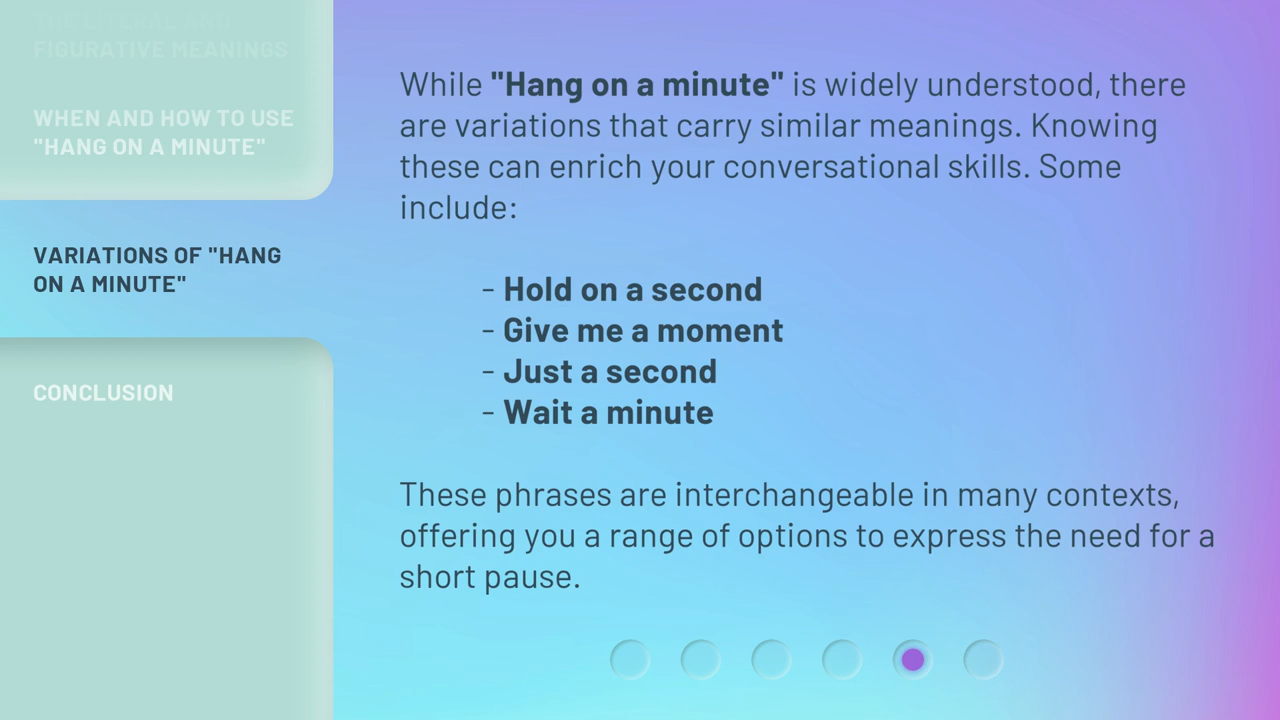 THE LITERAL AND
FIGURATIVE MEANINGS
WHEN AND HOW TO USE
"HANG ON A MINUTE"
VARIATIONS OF "HANG
ON A MINUTE"
CONCLUSION
While "Hang on a minute" is widely understood, there
are variations that carry similar meanings. Knowing
these can enrich your conversational skills. Some
include:
- Hold on a second
- Give me a moment
- Just a second
- Wait a minute
These phrases are interchangeable in many contexts,
offering you a range of options to express the need for a
short pause.